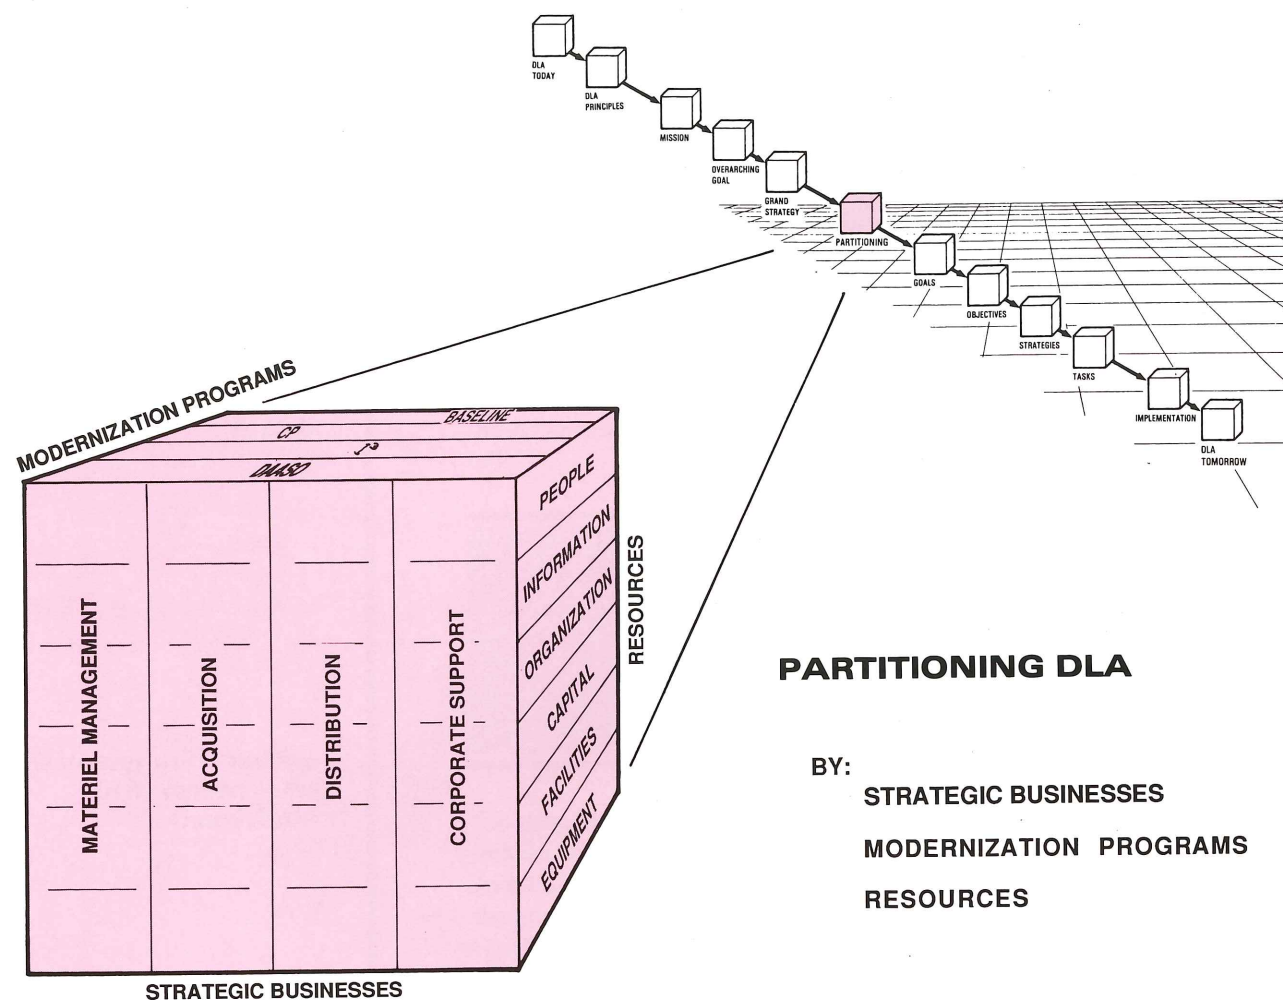 DLA
TODAY
DLA
PRINCIPLES
MISSION
OVERARCHING
GOAL
GRAND
STRATEGY
PARTITIONING
GOALS
OBJECTIVES
STRATEGIES
TASKS
IMPLEMENTATION
DLA
TOMORROW
MODERNIZATION PROGRAMS
BASELINE
CP
I³
DAASO
PEOPLE
INFORMATION
ORGANIZATION
CAPITAL
FACILITIES
EQUIPMENT
RESOURCES
MATERIEL MANAGEMENT
ACQUISITION
DISTRIBUTION
CORPORATE SUPPORT
STRATEGIC BUSINESSES
PARTITIONING DLA
BY:
STRATEGIC BUSINESSES
MODERNIZATION PROGRAMS
RESOURCES